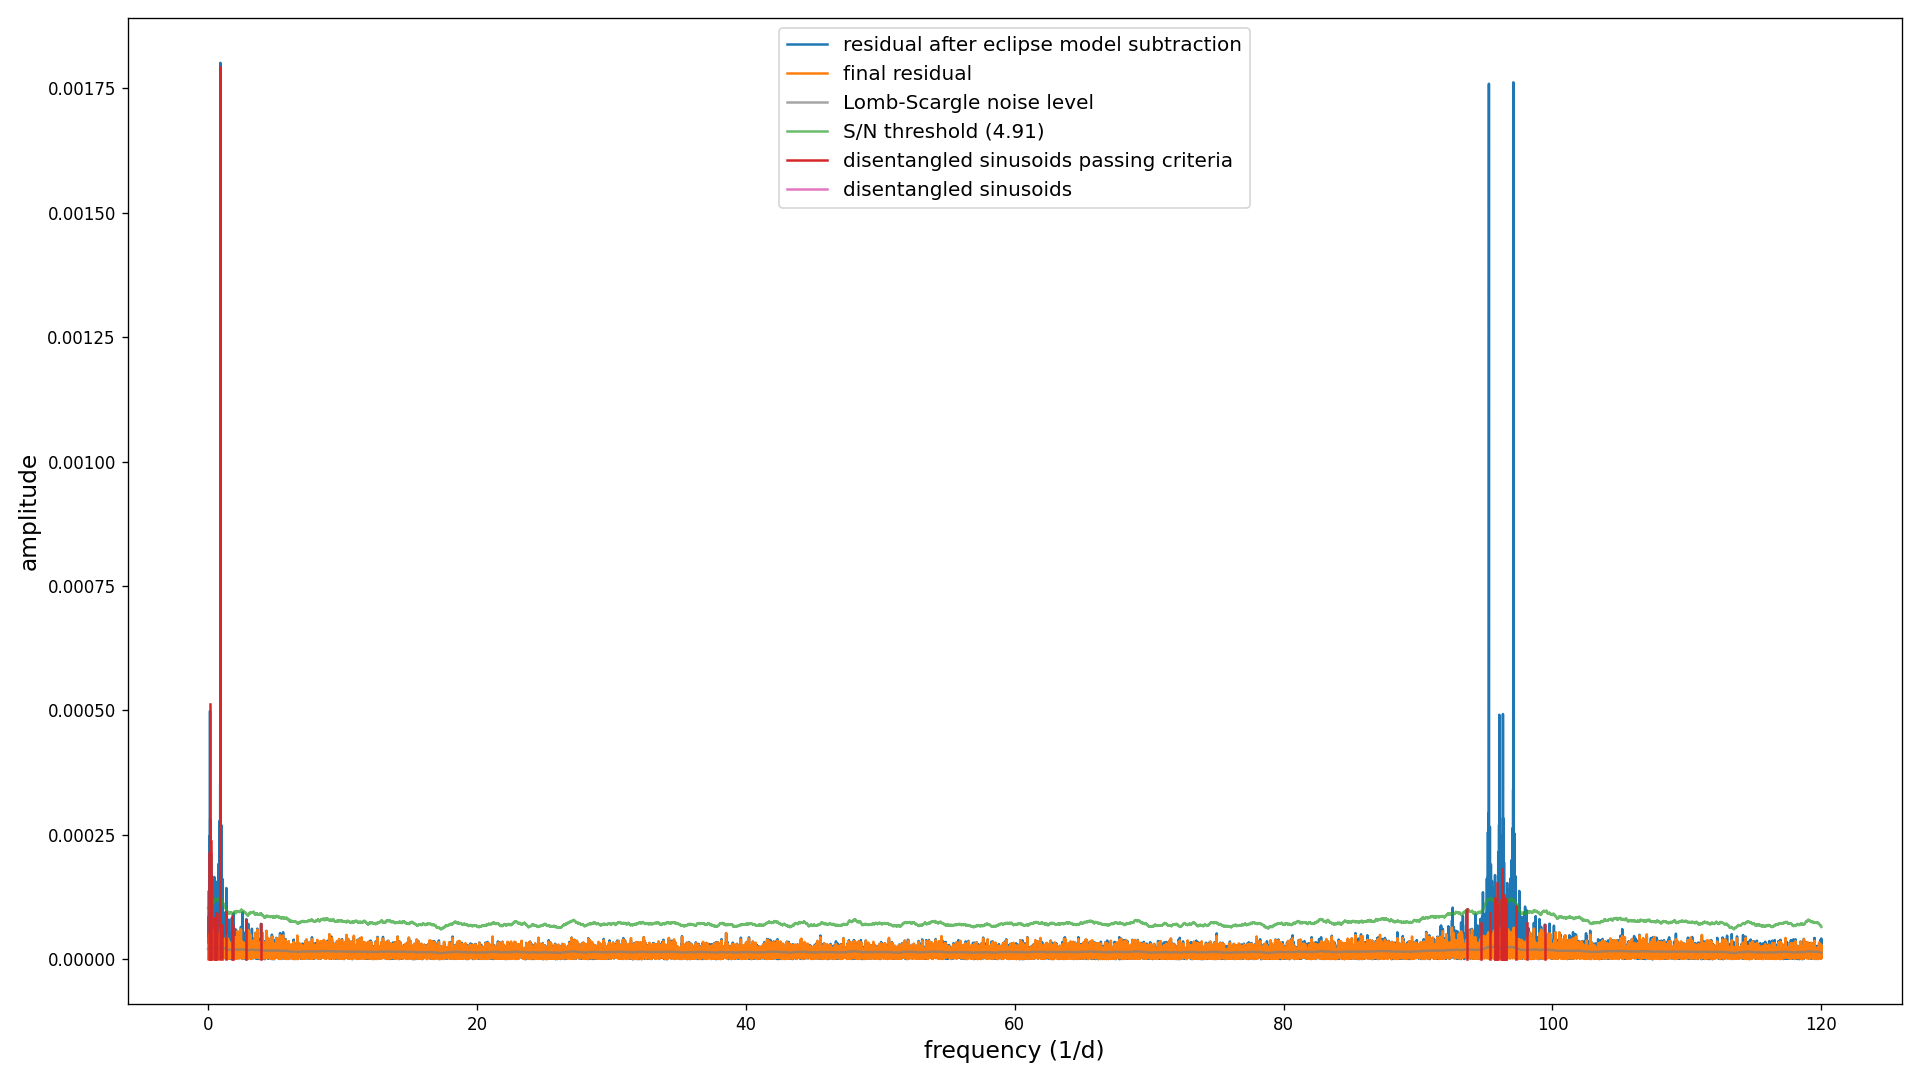 residual after eclipse model subtraction
final residual
Lomb-Scargle noise level
S/N threshold (4.91)
disentangled sinusoids passing criteria
disentangled sinusoids
0.00175
0.00150
0.00125
0.00100
0.00075
0.00050
0.00025
0.00000
amplitude
0 20 40 60 80 100 120
frequency (1/d)